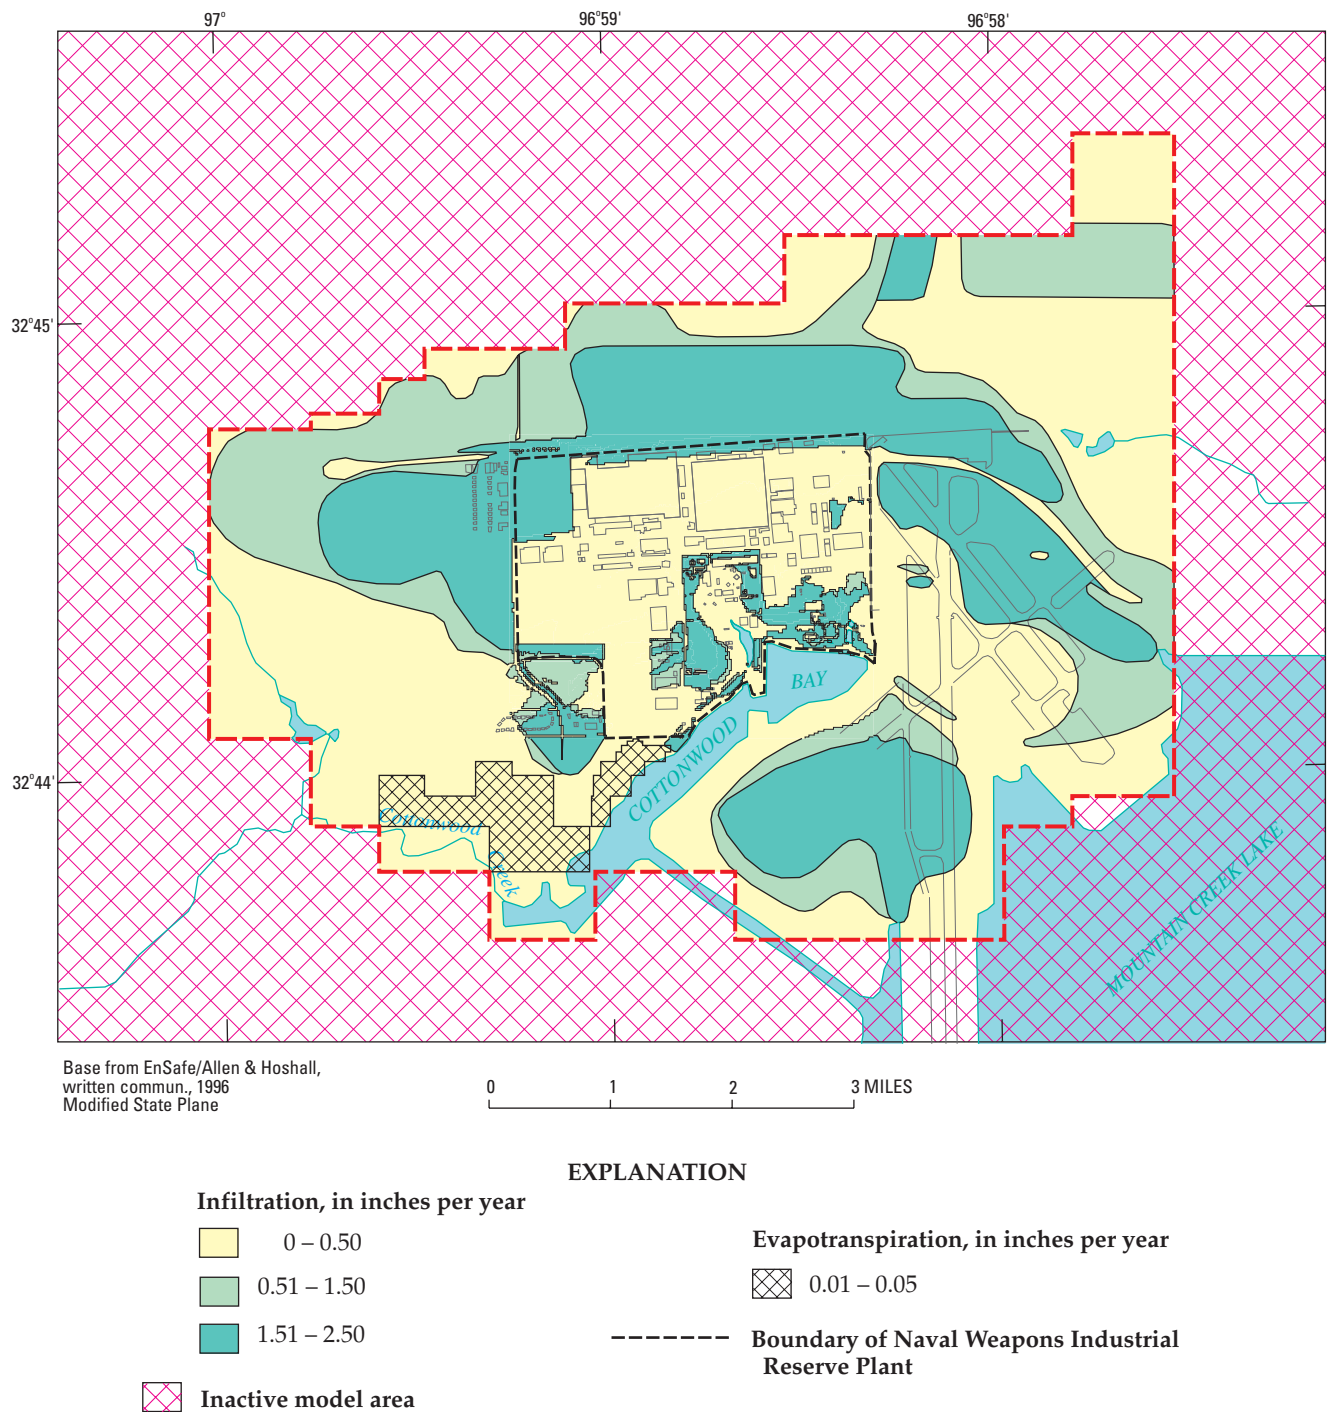 97°
96°59'
96°58'
32°45'
32°44'
BAY
COTTONWOOD
Cottonwood
Creek
MOUNTAIN CREEK LAKE
Base from EnSafe/Allen & Hoshall,
written commun., 1996
Modified State Plane
0 1 2 3 MILES
EXPLANATION
Infiltration, in inches per year
0 – 0.50
0.51 – 1.50
1.51 – 2.50
Inactive model area
Evapotranspiration, in inches per year
0.01 – 0.05
Boundary of Naval Weapons Industrial
Reserve Plant